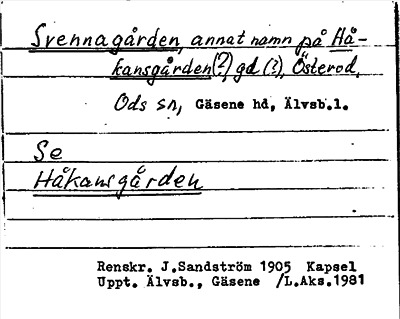 Svennagården, annat namn på Hå-
kansgården(?), gd (?), Österod,
Ods sn, Gäsene hd, Älvsb.l.
Se
Håkansgården
Renskr. J.Sandström 1905 Kapsel
Uppt. Älvsb., Gäsene /L.Aks.1981